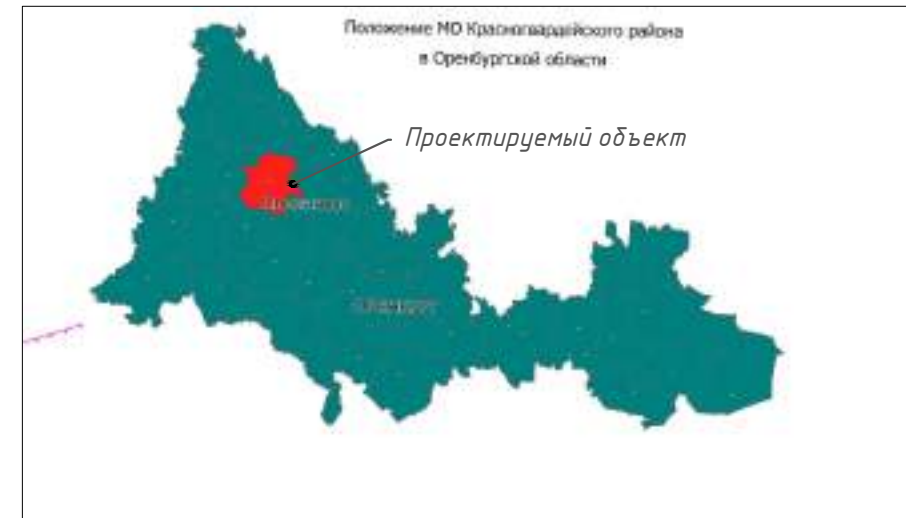 Положение МО Красногвардейского района
в Оренбургской области
Проектируемый объект